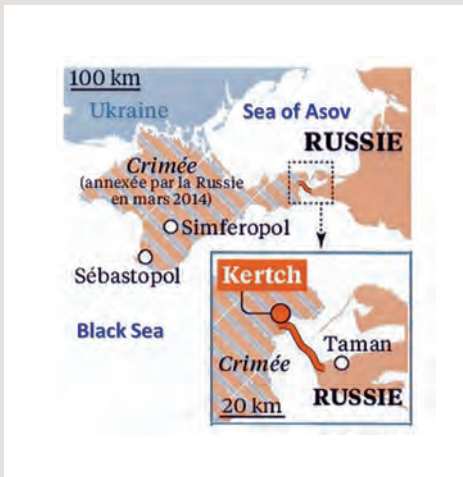 100 km
Ukraine
Sea of Asov
RUSSIE
Crimée
(annexée par la Russie
en mars 2014)
Simferopol
Sébastopol
Black Sea
Kertch
Taman
Crimée
RUSSIE
20 km